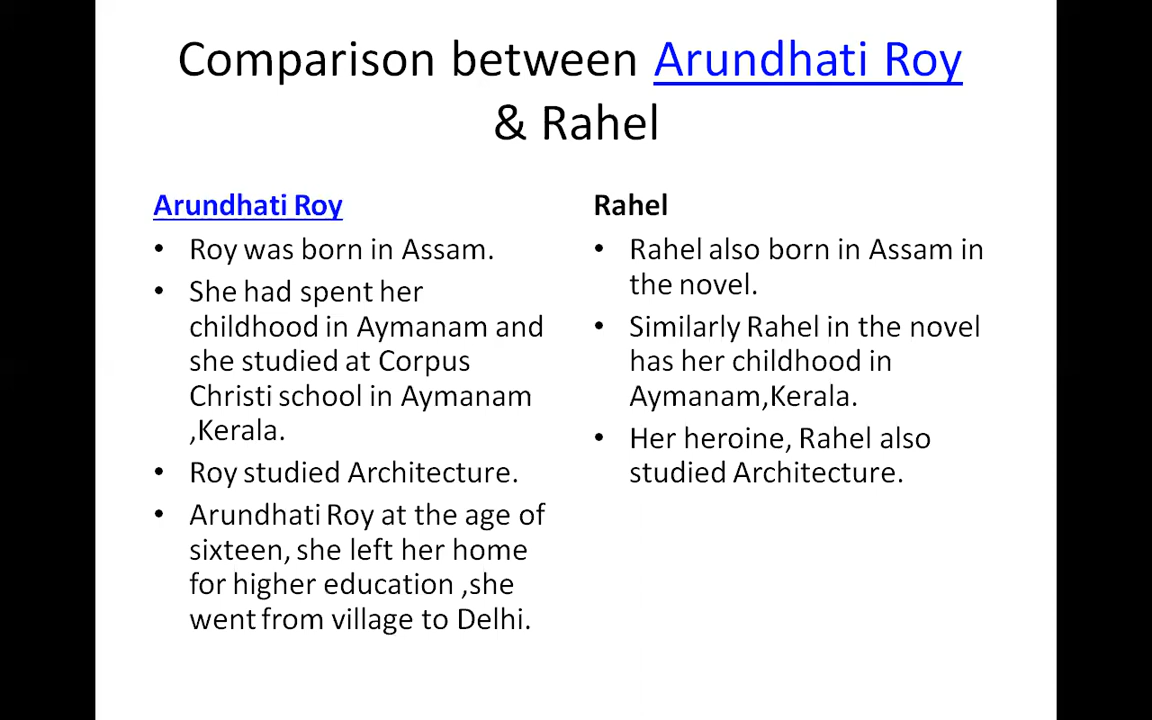 Comparison between Arundhati Roy
& Rahel
Arundhati Roy
• Roy was born in Assam.
• She had spent her
childhood in Aymanam and
she studied at Corpus
Christi school in Aymanam
,Kerala.
• Roy studied Architecture.
• Arundhati Roy at the age of
sixteen, she left her home
for higher education ,she
went from village to Delhi.
Rahel
• Rahel also born in Assam in
the novel.
• Similarly Rahel in the novel
has her childhood in
Aymanam,Kerala.
• Her heroine, Rahel also
studied Architecture.